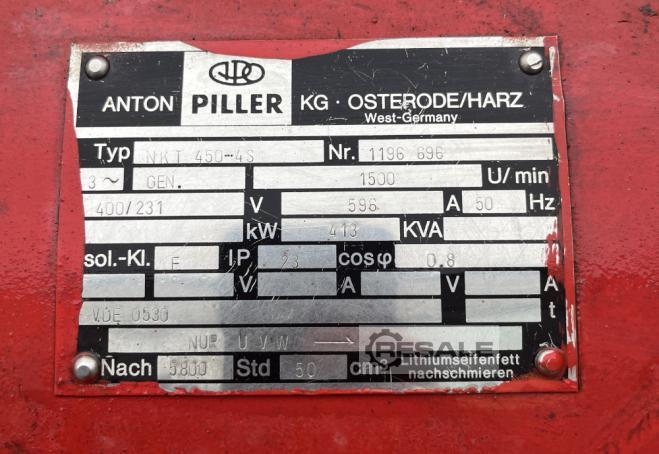 ANTON PILLER KG · OSTERODE/HARZ
West-Germany
Typ NKT 450-4S Nr. 1196 696
3~ GEN. 1500 U/min
400/231 V 596 A 50 Hz
kW 413 KVA
sol.-Kl. F IP 23 cosφ 0.8
V A V A
VDE 0530 t
NUR U V W →
RESALE
Nach 5800 Std 50 cm³ Lithiumseifenfett
nachschmieren